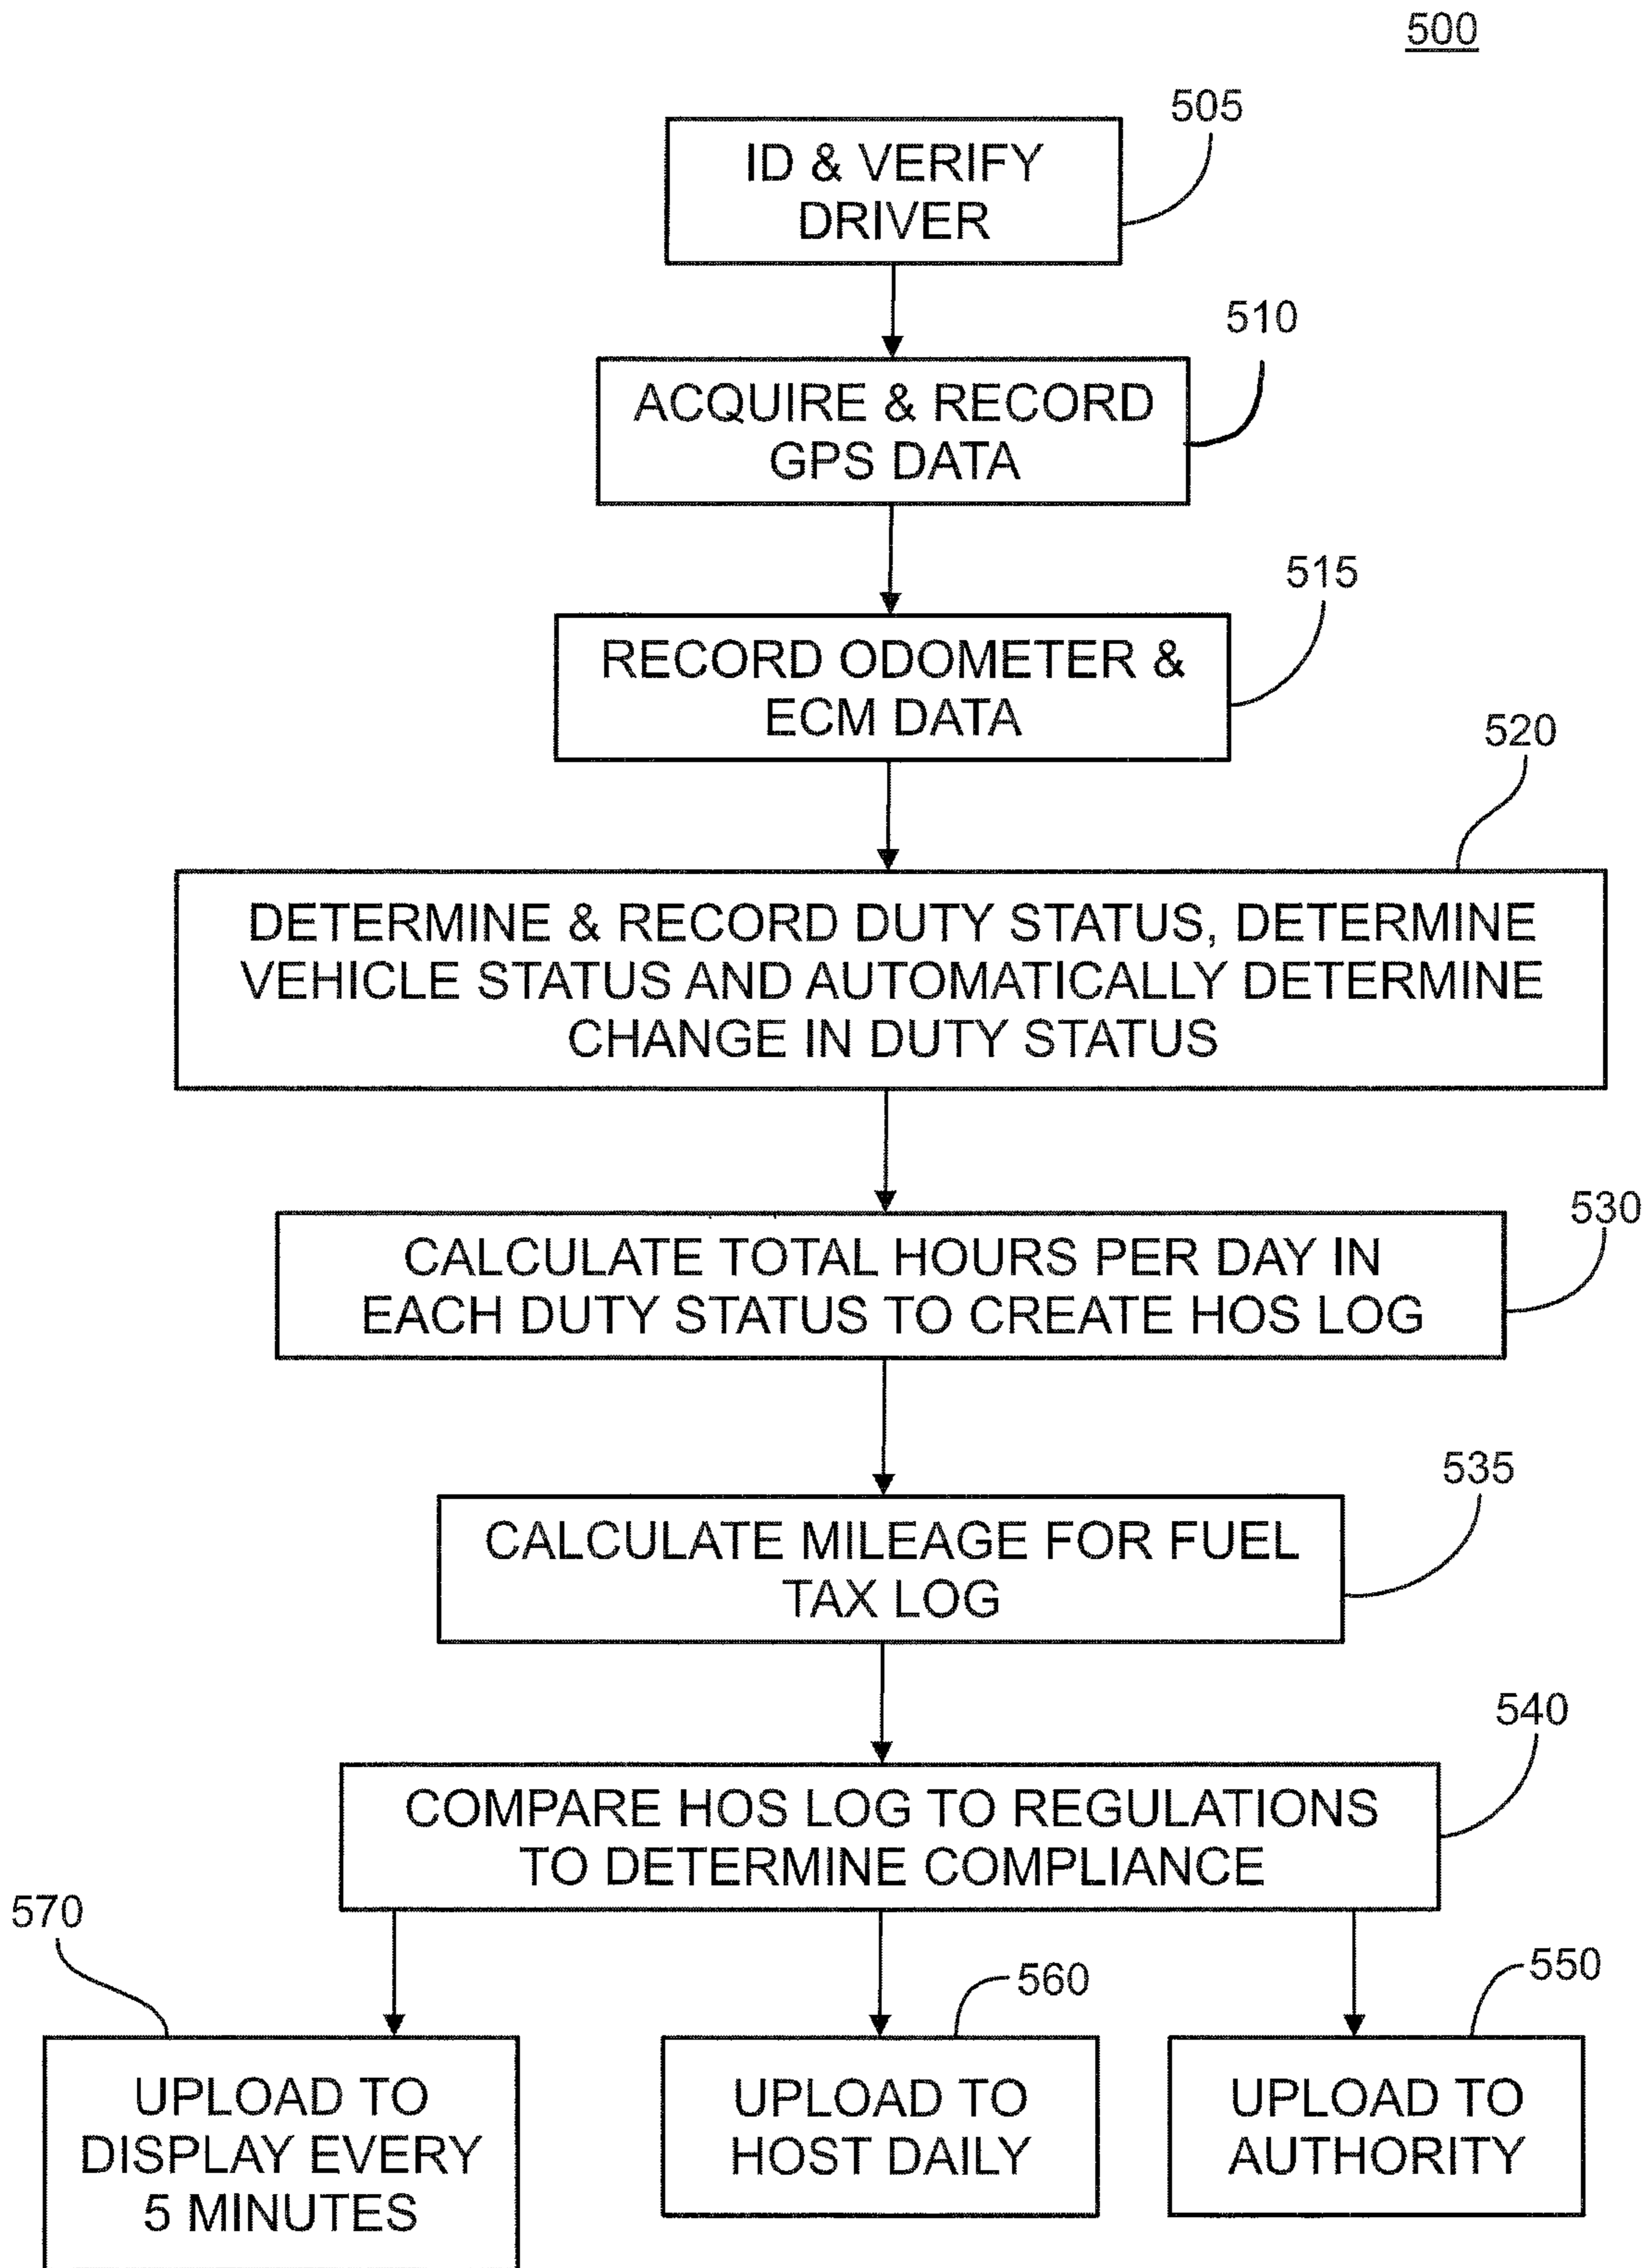 500
505
ID & VERIFY
DRIVER
510
ACQUIRE & RECORD
GPS DATA
515
RECORD ODOMETER &
ECM DATA
520
DETERMINE & RECORD DUTY STATUS, DETERMINE
VEHICLE STATUS AND AUTOMATICALLY DETERMINE
CHANGE IN DUTY STATUS
530
CALCULATE TOTAL HOURS PER DAY IN
EACH DUTY STATUS TO CREATE HOS LOG
535
CALCULATE MILEAGE FOR FUEL
TAX LOG
540
COMPARE HOS LOG TO REGULATIONS
TO DETERMINE COMPLIANCE
570
UPLOAD TO
DISPLAY EVERY
5 MINUTES
560
UPLOAD TO
HOST DAILY
550
UPLOAD TO
AUTHORITY